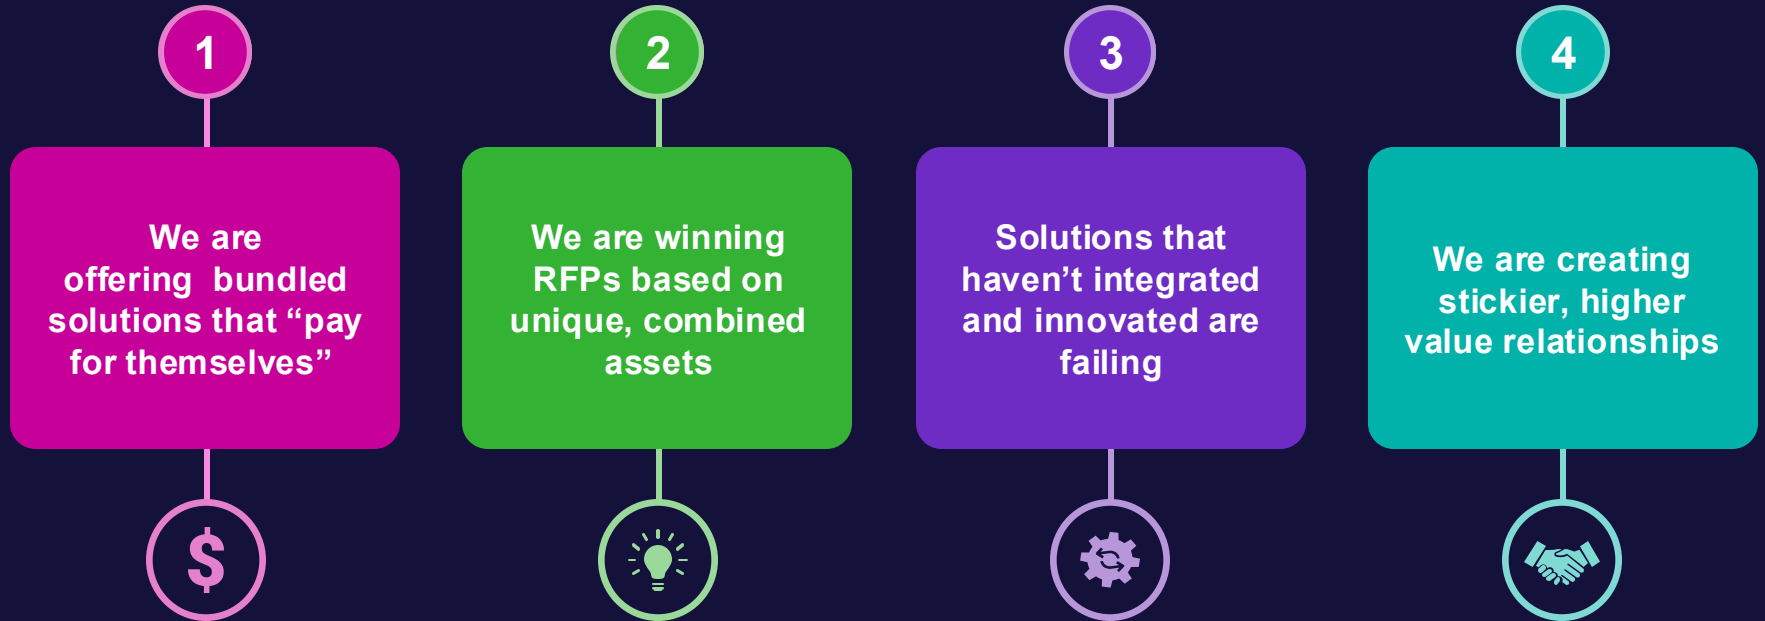 1
We are
offering  bundled
solutions that “pay
for themselves”
2
We are winning
RFPs based on
unique, combined
assets
3
Solutions that
haven’t integrated
and innovated are
failing
4
We are creating
stickier, higher
value relationships
$